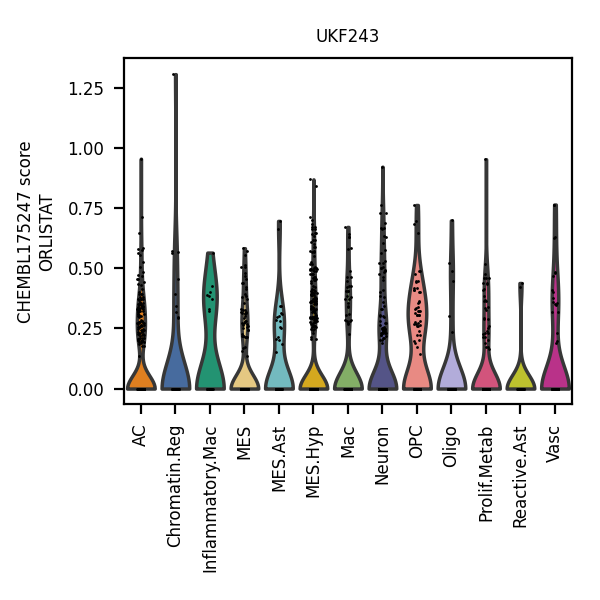 UKF243
CHEMBL175247 score
ORLISTAT
1.25
1.00
0.75
0.50
0.25
0.00
AC
Chromatin.Reg
Inflammatory.Mac
MES
MES.Ast
MES.Hyp
Mac
Neuron
OPC
Oligo
Prolif.Metab
Reactive.Ast
Vasc